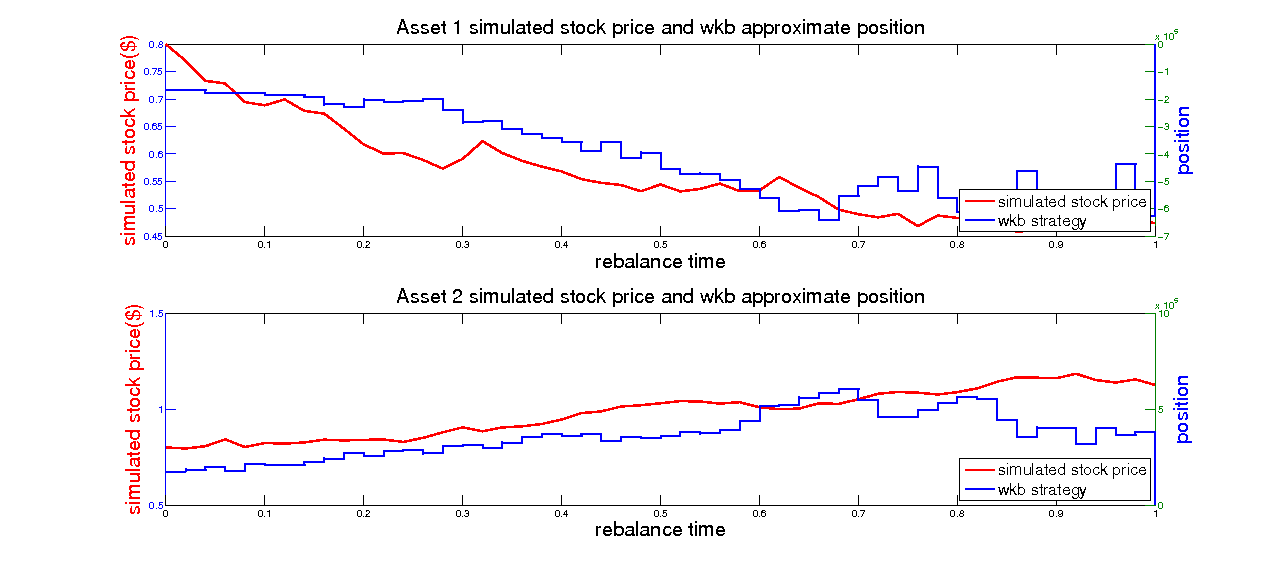 Asset 1 simulated stock price and wkb approximate position
simulated stock price($)
0.8
0.75
0.7
0.65
0.6
0.55
0.5
0.45
0 0.1 0.2 0.3 0.4 0.5 0.6 0.7 0.8 0.9 1
rebalance time
0
−1
−2
−3
−4
−5
−6
−7
position
simulated stock price
wkb strategy
Asset 2 simulated stock price and wkb approximate position
simulated stock price($)
1.5
1
0.5
0 0.1 0.2 0.3 0.4 0.5 0.6 0.7 0.8 0.9 1
rebalance time
10
5
0
position
simulated stock price
wkb strategy